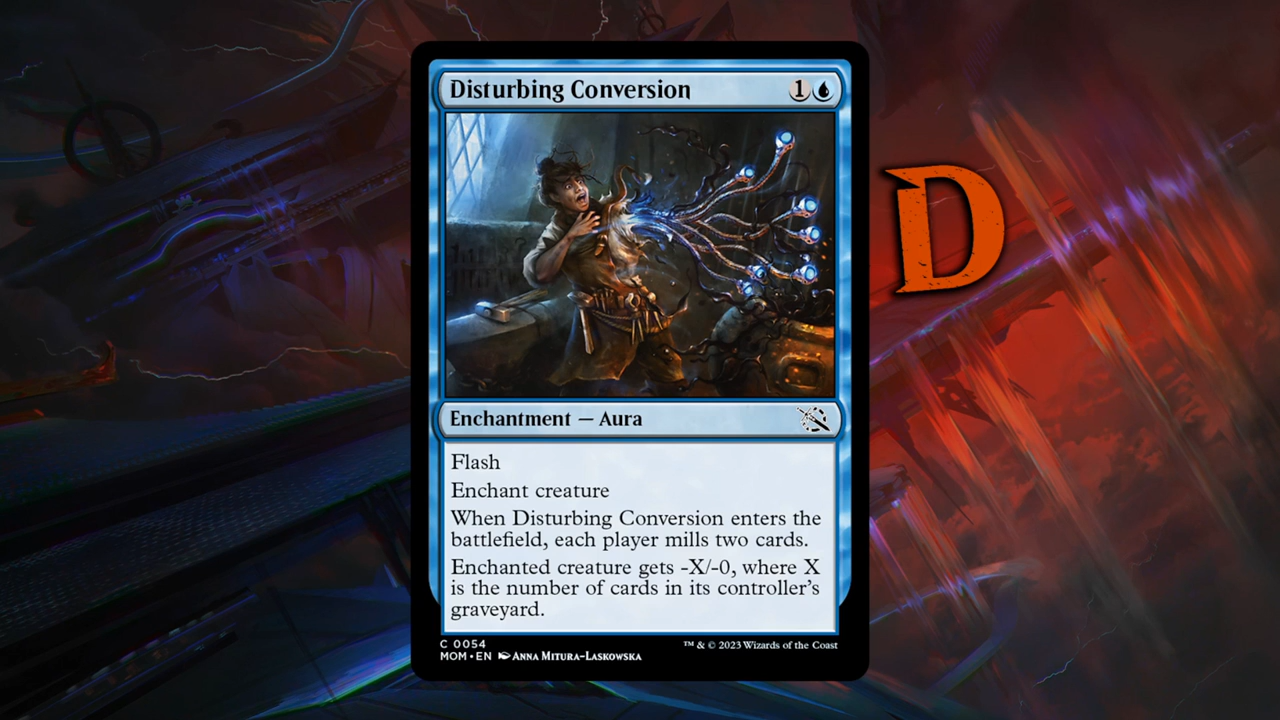 Disturbing Conversion 1
D
Enchantment — Aura
Flash
Enchant creature
When Disturbing Conversion enters the
battlefield, each player mills two cards.
Enchanted creature gets -X/-0, where X
is the number of cards in its controller's
graveyard.
C 0054 ™ & © 2023 Wizards of the Coast
MOM • EN Anna Mitura-Laskowska